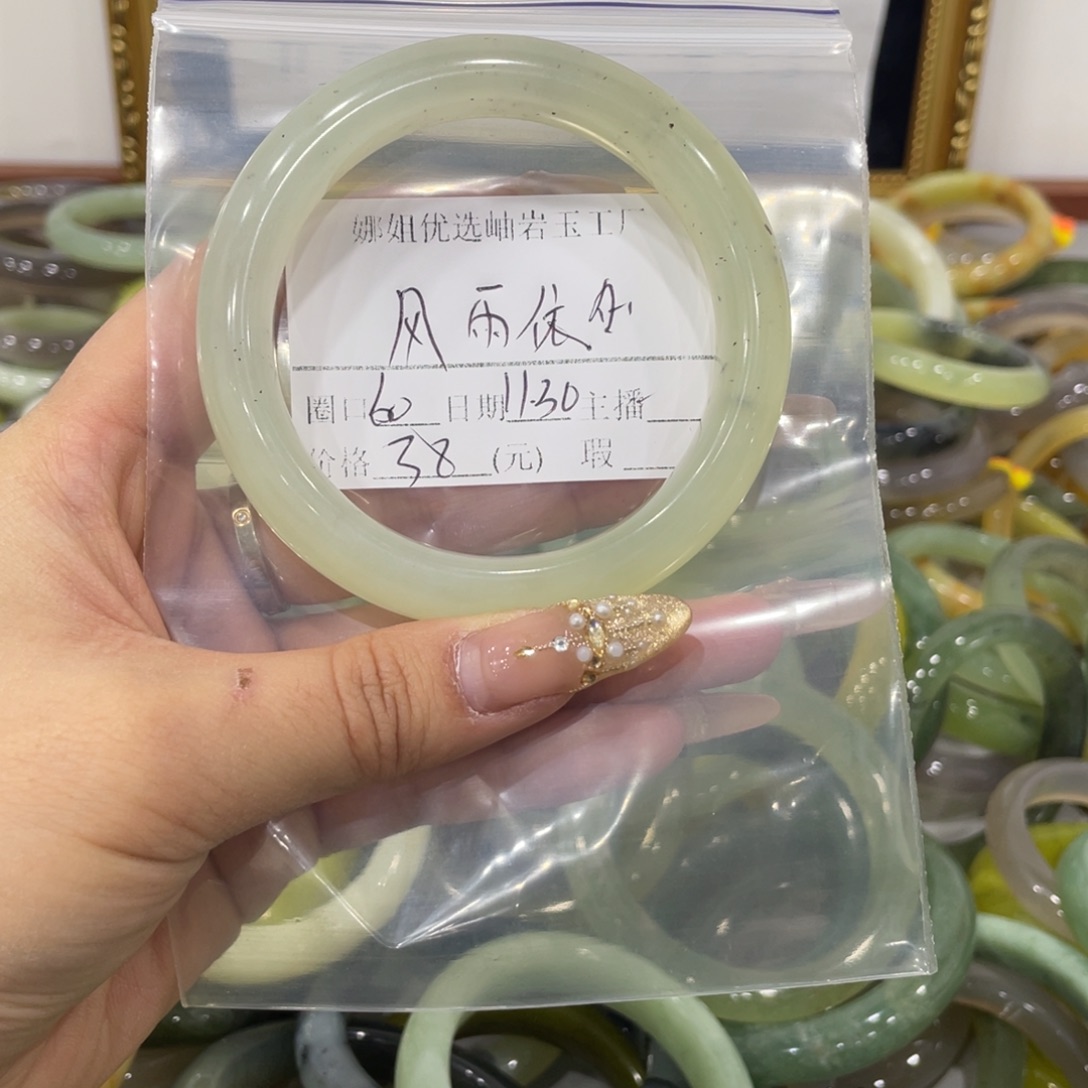 娜姐优选岫岩玉工厂
风雨依水
圈口60 日期11.30主播
价格38(元) 瑕